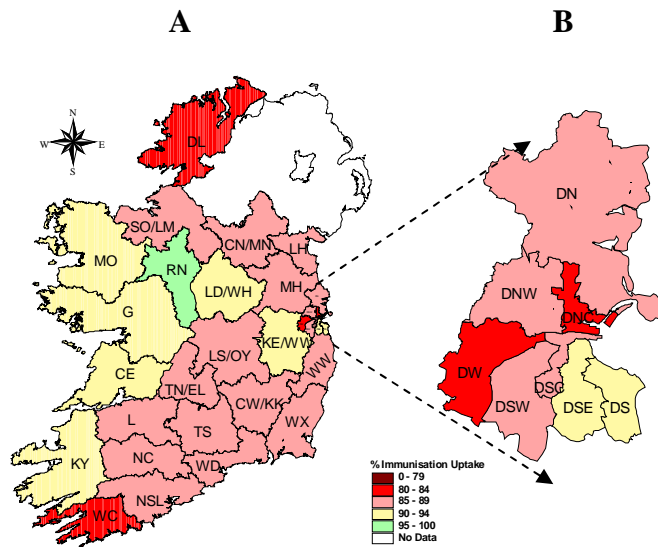 A
B
N
W
E
S
DL
SO/LM
CN/MN
LH
MO
RN
LD/WH
MH
G
KE/WW
LS/OY
WW
CE
TN/EL
CW/KK
L
TS
WX
KY
NC
WD
NSL
WC
DN
DNW
DNC
DW
DSC
DSW
DSE
DS
% Immunisation Uptake
0 - 79
80 - 84
85 - 89
90 - 94
95 - 100
No Data